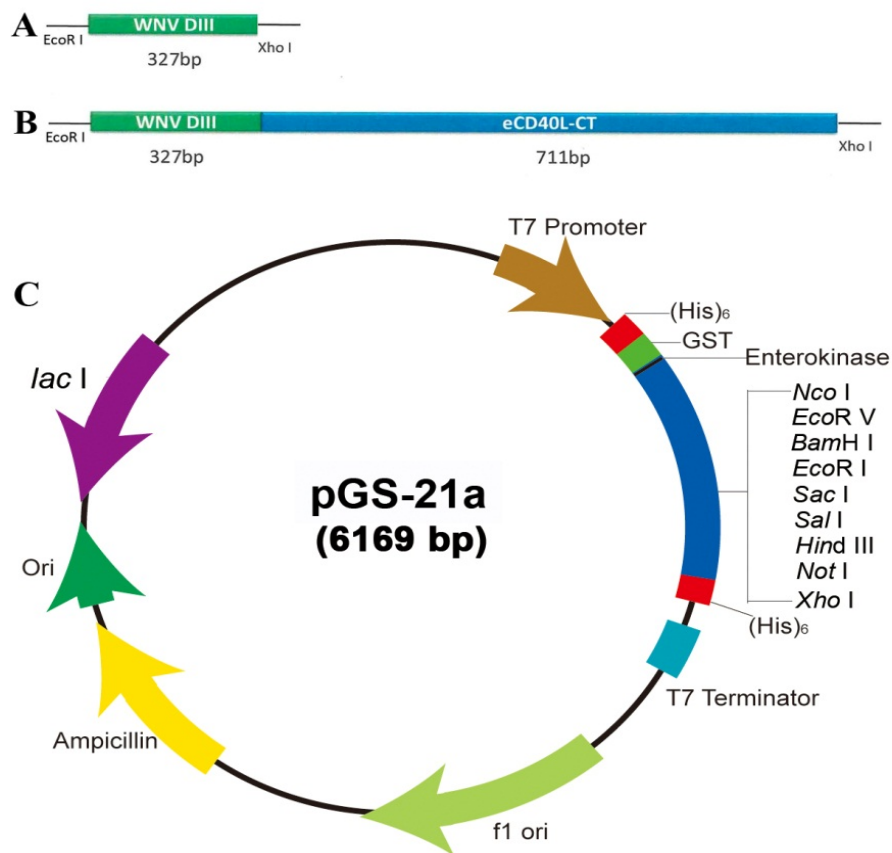 A
EcoR I
WNV DIII
Xho I
327bp
B
EcoR I
WNV DIII
eCD40L-CT
Xho I
327bp
711bp
C
T7 Promoter
(His)₆
GST
Enterokinase
Nco I
EcoR V
BamH I
EcoR I
Sac I
Sal I
Hind III
Not I
Xho I
(His)₆
T7 Terminator
f1 ori
Ampicillin
Ori
lac I
pGS-21a
(6169 bp)